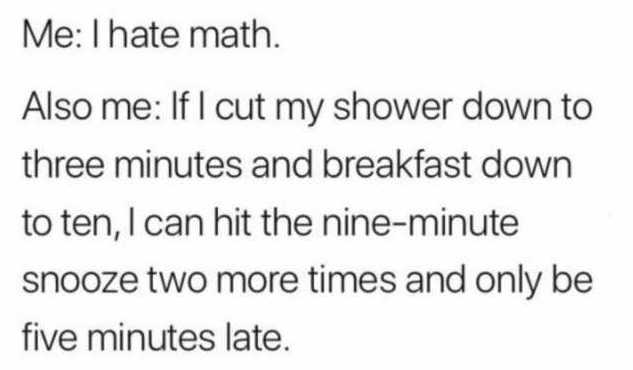 Me: I hate math.
Also me: If I cut my shower down to
three minutes and breakfast down
to ten, I can hit the nine-minute
snooze two more times and only be
five minutes late.